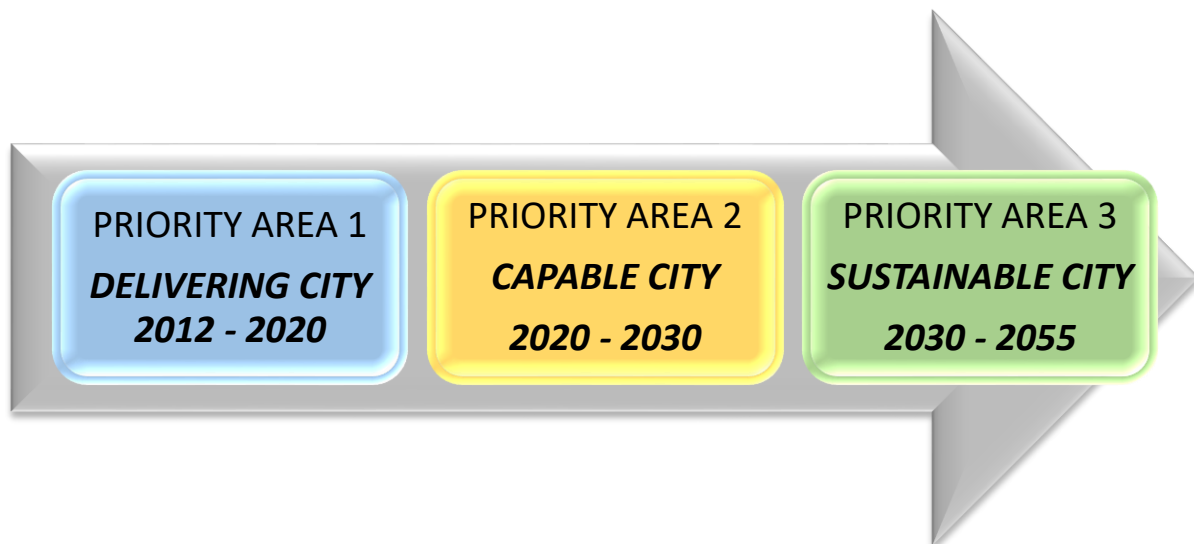 PRIORITY AREA 1
DELIVERING CITY
2012 - 2020
PRIORITY AREA 2
CAPABLE CITY
2020 - 2030
PRIORITY AREA 3
SUSTAINABLE CITY
2030 - 2055